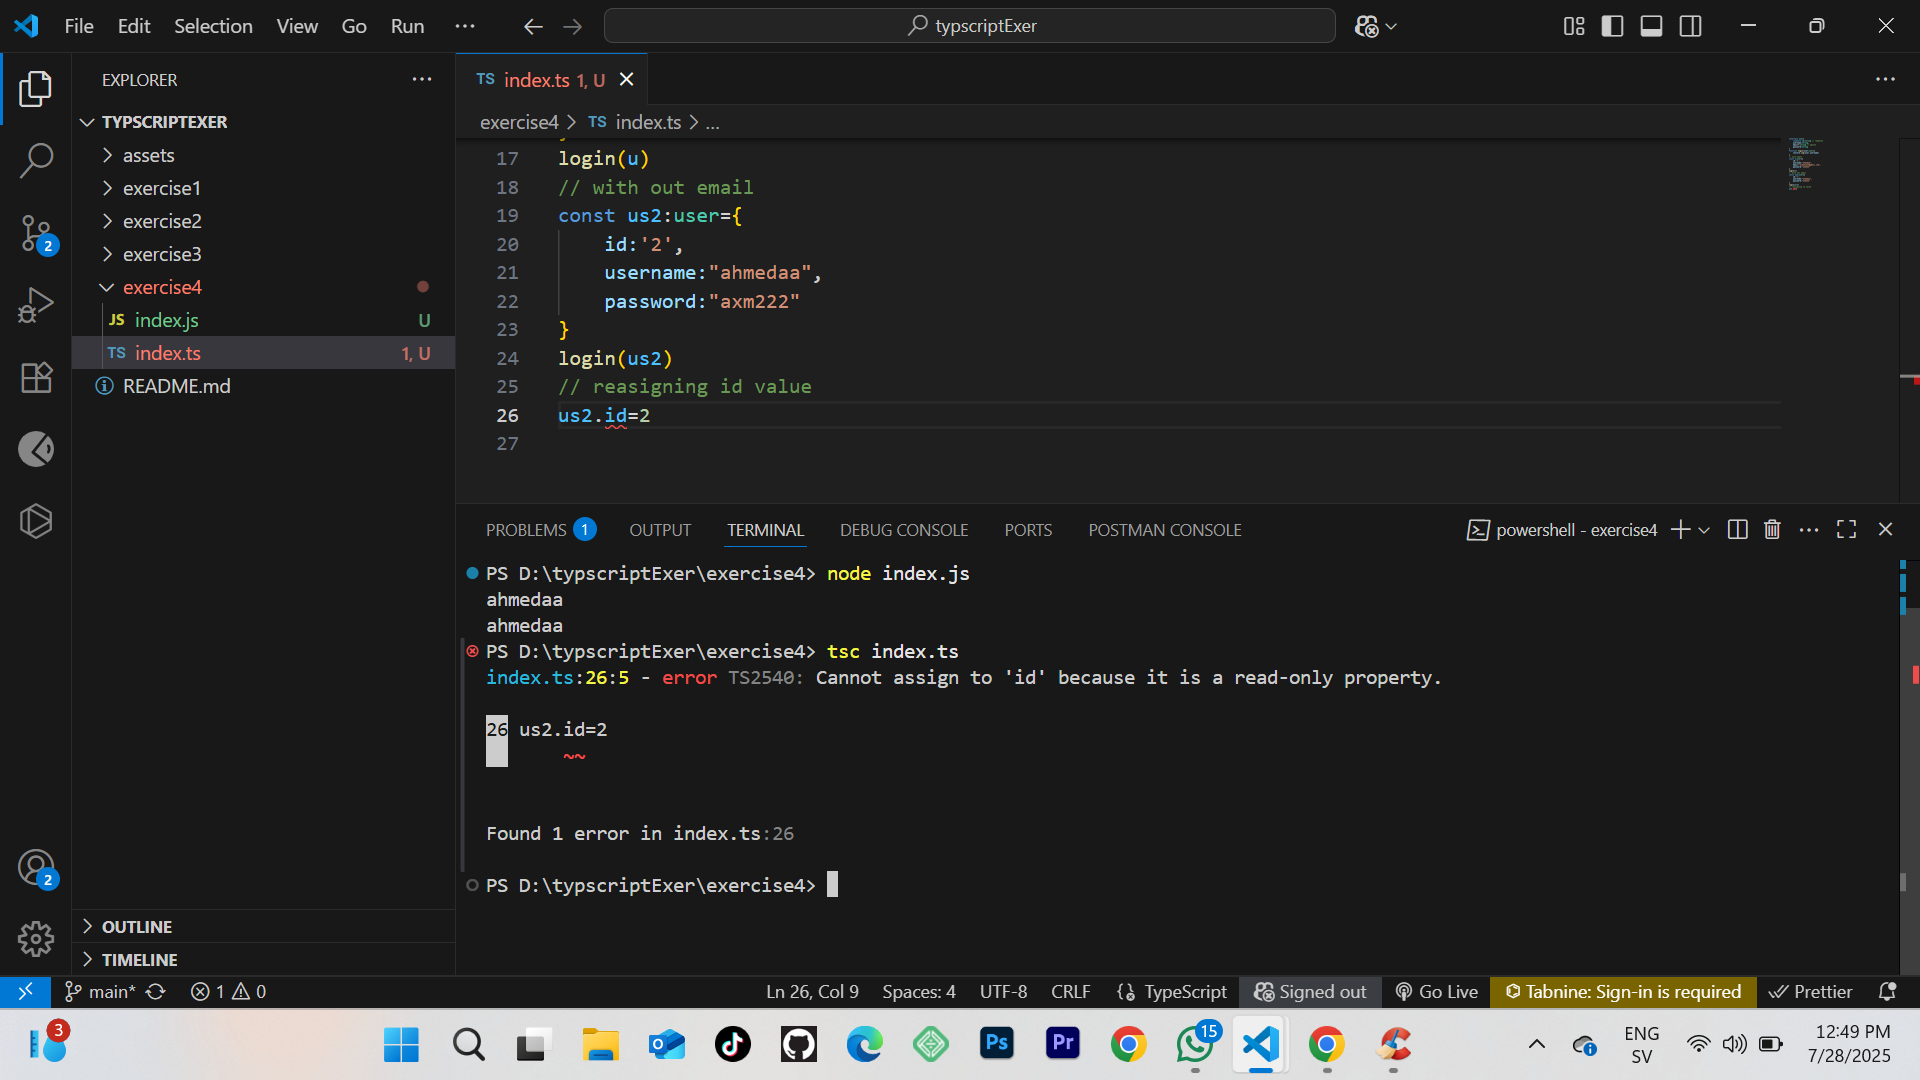 File Edit Selection View Go Run ...
typscriptExer
EXPLORER
TS index.ts 1, U
TYPSCRIPTEXER
assets
exercise1
exercise2
exercise3
exercise4
JS index.js U
TS index.ts 1, U
README.md
OUTLINE
TIMELINE
2
2
exercise4 > TS index.ts > ...
17 login(u)
18 // with out email
19 const us2:user={
20 id:'2',
21 username:"ahmedaa",
22 password:"axm222"
23 }
24 login(us2)
25 // reasigning id value
26 us2.id=2
27
PROBLEMS 1 OUTPUT TERMINAL DEBUG CONSOLE PORTS POSTMAN CONSOLE
powershell - exercise4
PS D:\typscriptExer\exercise4> node index.js
ahmedaa
ahmedaa
PS D:\typscriptExer\exercise4> tsc index.ts
index.ts:26:5 - error TS2540: Cannot assign to 'id' because it is a read-only property.
26 us2.id=2
~~
Found 1 error in index.ts:26
PS D:\typscriptExer\exercise4>
main* 1 0 Ln 26, Col 9 Spaces: 4 UTF-8 CRLF {} TypeScript Signed out Go Live Tabnine: Sign-in is required Prettier
3 Ps Pr 15
ENG
SV
12:49 PM
7/28/2025